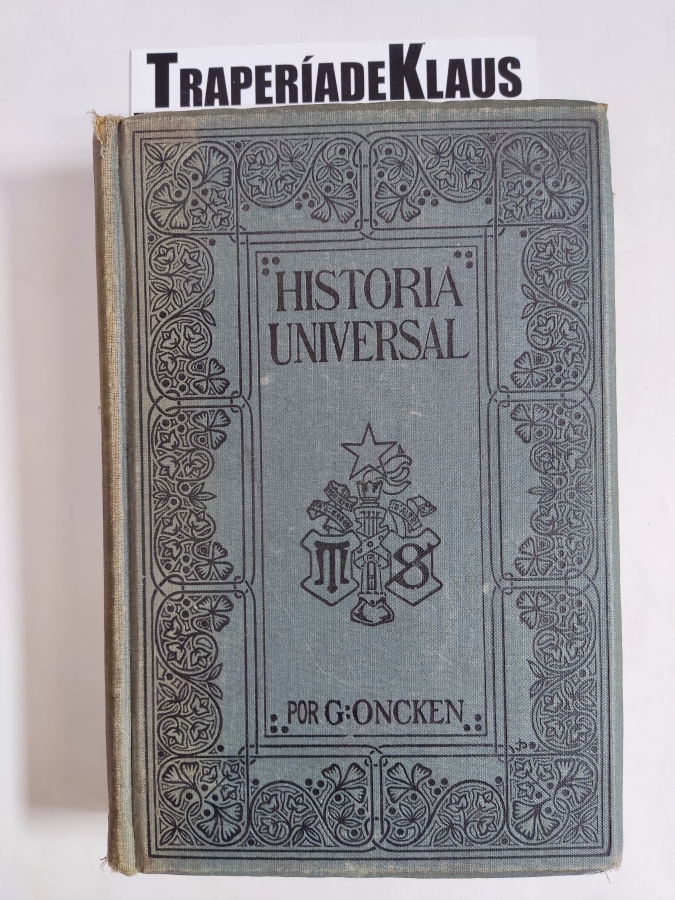 TRAPERÍADEKLAUS
HISTORIA
UNIVERSAL
M S
POR G: ONCKEN